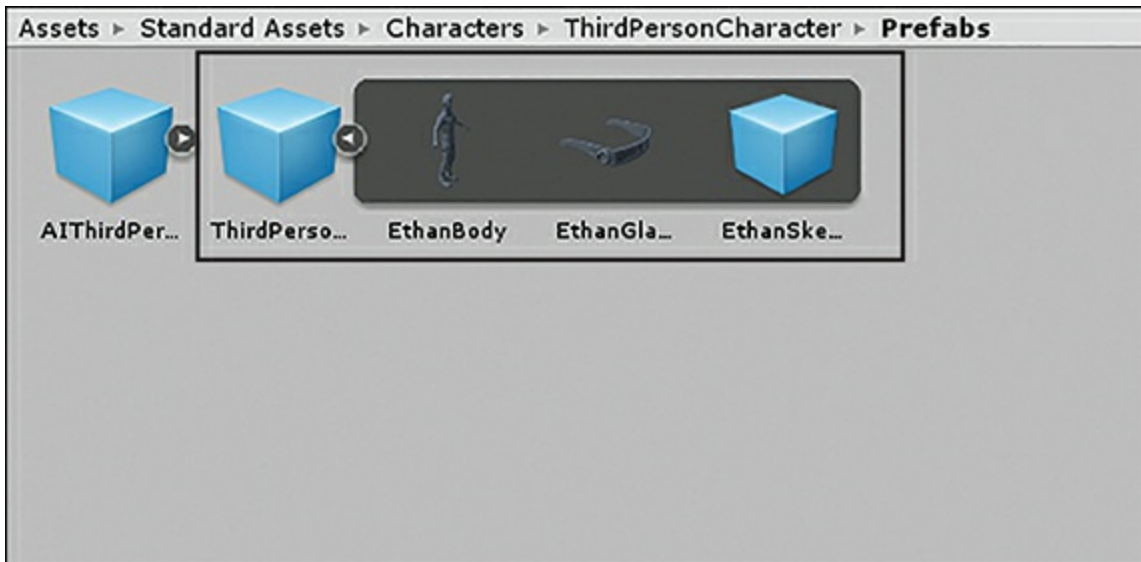 Assets ▸ Standard Assets ▸ Characters ▸ ThirdPersonCharacter ▸ Prefabs
AIThirdPer… ThirdPerso… EthanBody EthanGla… EthanSke…